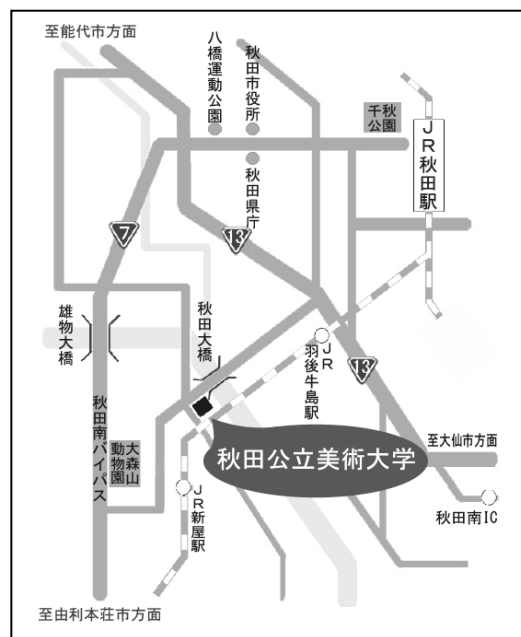 至能代市方面
八橋運動公園
秋田市役所
千秋
公園
JR秋田駅
秋田県庁
7
13
雄物大橋
秋田大橋
JR
羽後牛島駅
13
秋田南バイパス
大森山
動物園
秋田公立美術大学
至大仙市方面
JR新屋駅
秋田南IC
至由利本荘市方面